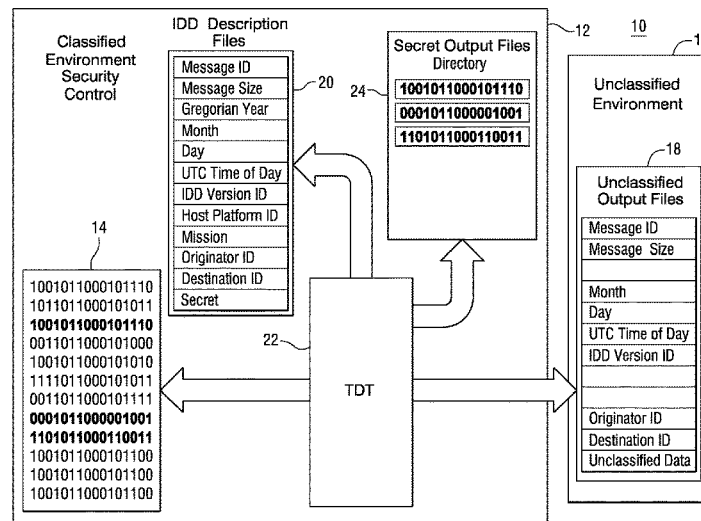 IDD Description
Files
12
10
1
Classified
Environment
Security
Control
Message ID
Message Size
Gregorian Year
Month
Day
UTC Time of Day
IDD Version ID
Host Platform ID
Mission
Originator ID
Destination ID
Secret
20
Secret Output Files
Directory
24
1001011000101110
0001011000001001
1101011000110011
Unclassified
Environment
18
Unclassified
Output Files
Message ID
Message Size
Month
Day
UTC Time of Day
IDD Version ID
Originator ID
Destination ID
Unclassified Data
14
1001011000101110
1011011000101011
1001011000101110
0011011000101000
1001011000101010
1111011000101011
0011011000101111
0001011000001001
1101011000110011
1001011000101100
1001011000101100
1001011000101100
22
TDT